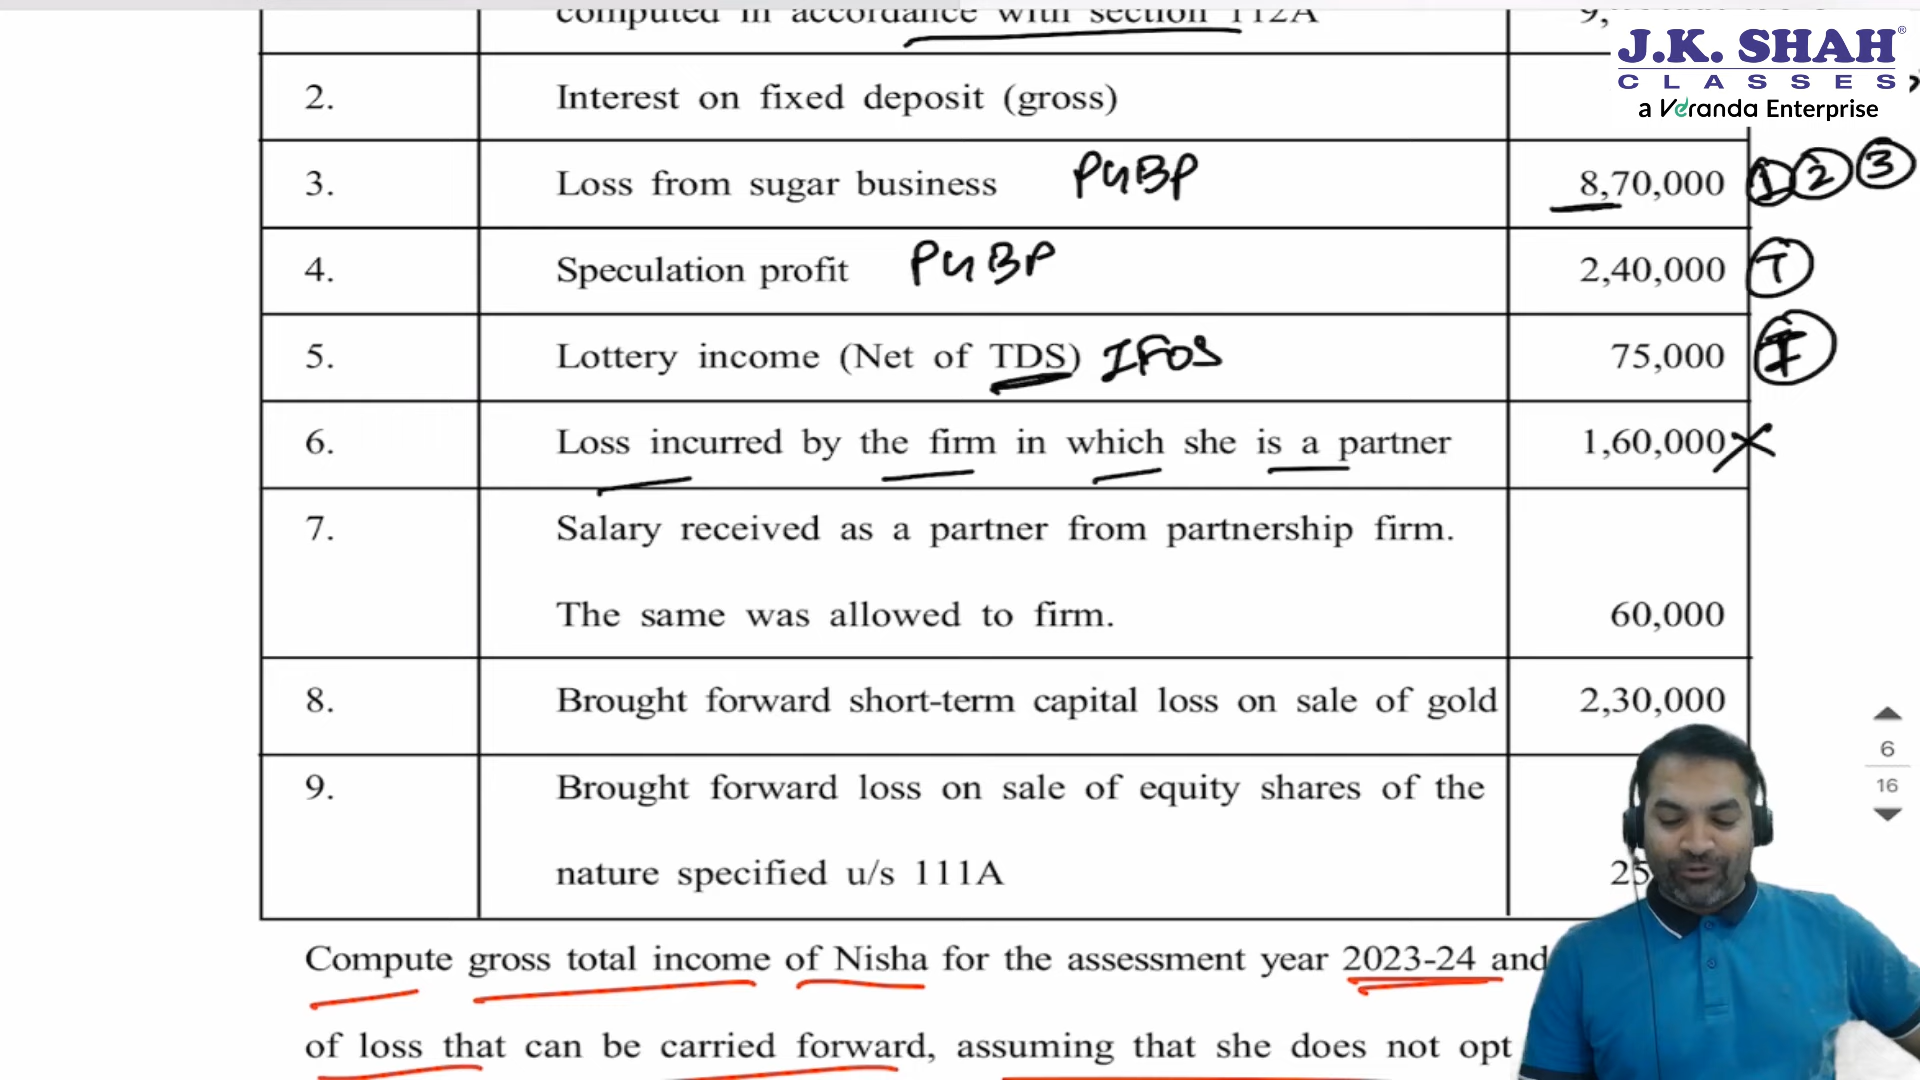 computed in accordance with section 112A
J.K. SHAH®
CLASSES
a Veranda Enterprise
2. Interest on fixed deposit (gross)
3. Loss from sugar business PGBP 8,70,000 1 2 3
4. Speculation profit PGBP 2,40,000 T
5. Lottery income (Net of TDS) IFOS 75,000 I
6. Loss incurred by the firm in which she is a partner 1,60,000
7. Salary received as a partner from partnership firm.
The same was allowed to firm. 60,000
8. Brought forward short-term capital loss on sale of gold 2,30,000
9. Brought forward loss on sale of equity shares of the
nature specified u/s 111A
6
16
Compute gross total income of Nisha for the assessment year 2023-24 and
of loss that can be carried forward, assuming that she does not opt